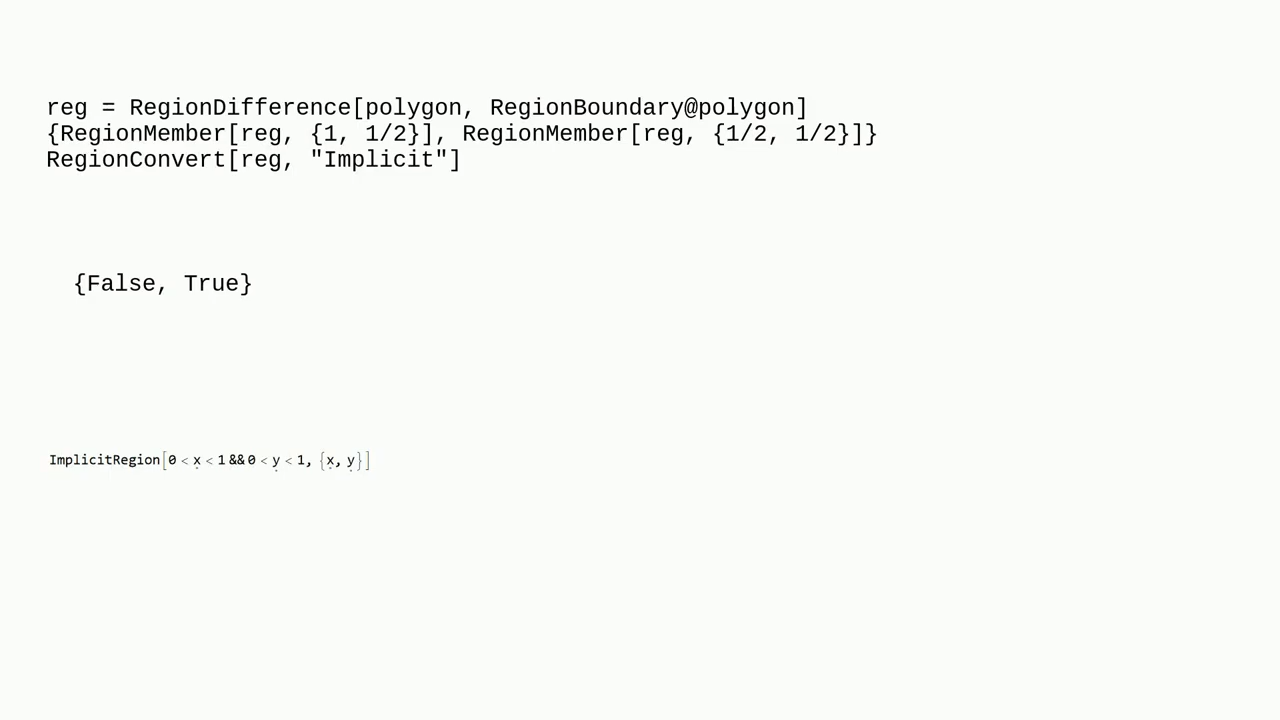 reg = RegionDifference[polygon, RegionBoundary@polygon]
{RegionMember[reg, {1, 1/2}], RegionMember[reg, {1/2, 1/2}]}
RegionConvert[reg, "Implicit"]
{False, True}
ImplicitRegion[0 < x < 1 && 0 < y < 1, {x, y}]